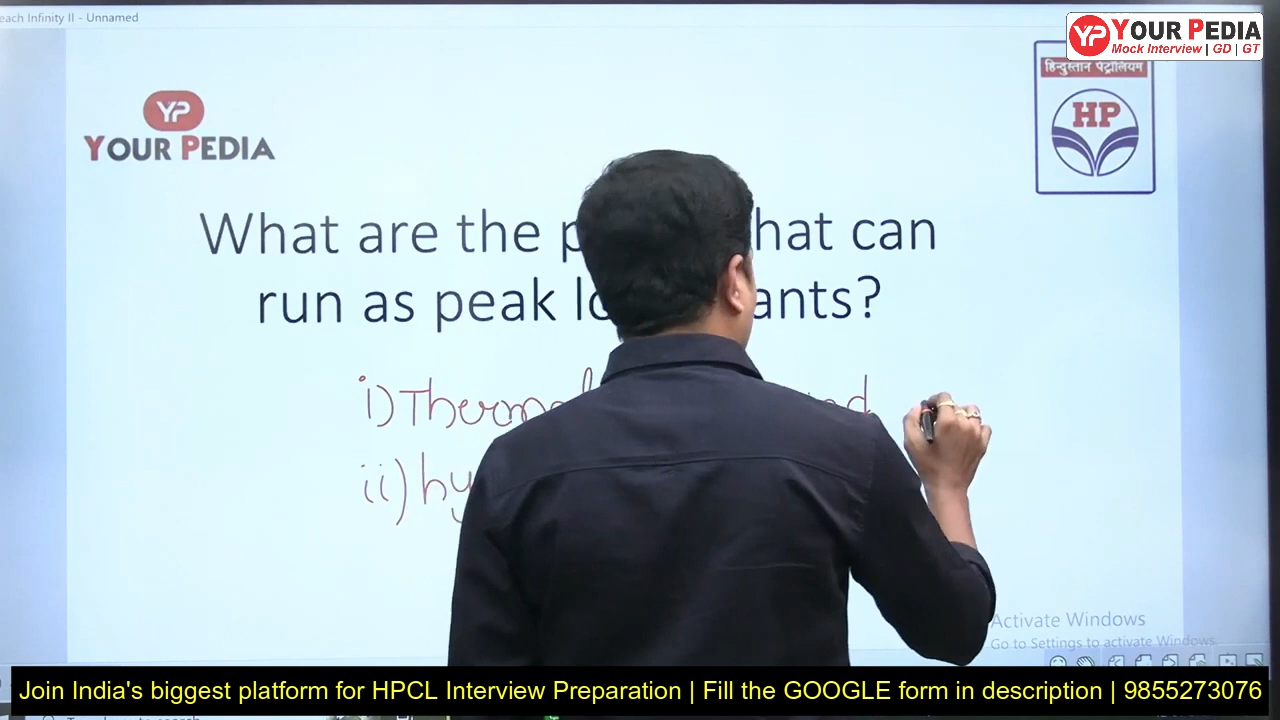 each Infinity II - Unnamed
YOUR PEDIA
Mock Interview | GD | GT
YP
हिन्दुस्तान पेट्रोलियम
HP
YP
YOUR PEDIA
What are the p hat can
run as peak lo ants?
i) Therm
ii) hy
Activate Windows
Go to Settings to activate Windows.
Join India's biggest platform for HPCL Interview Preparation | Fill the GOOGLE form in description | 9855273076